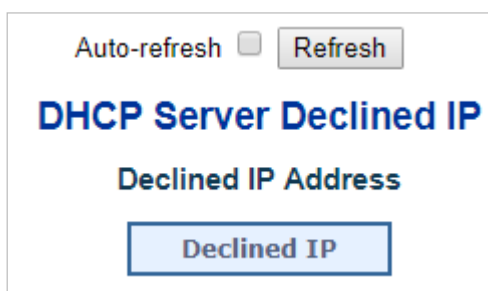 Auto-refresh Refresh
DHCP Server Declined IP
Declined IP Address
Declined IP